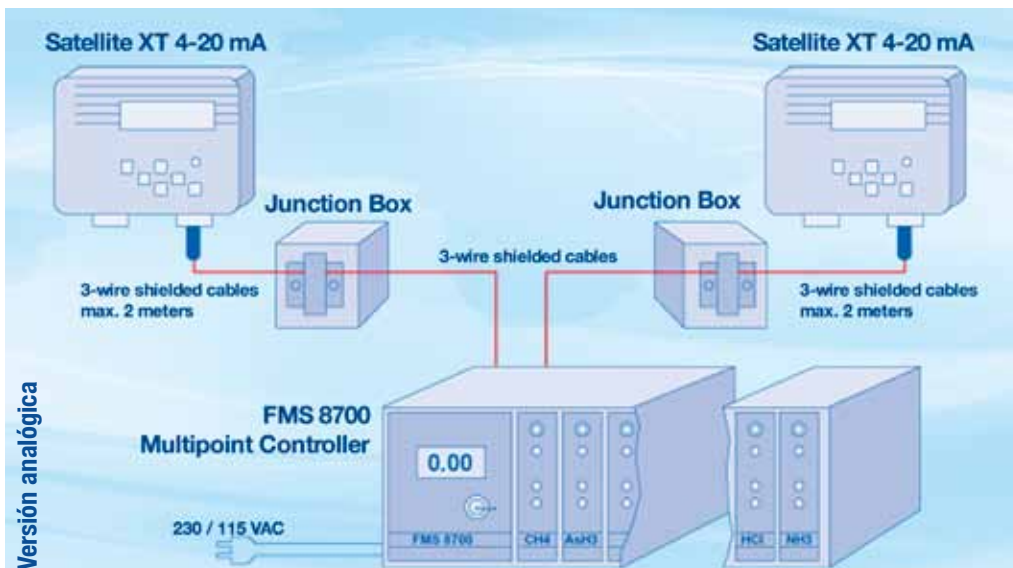 Satellite XT 4-20 mA
Satellite XT 4-20 mA
Junction Box
Junction Box
3-wire shielded cables
3-wire shielded cables
max. 2 meters
3-wire shielded cables
max. 2 meters
Versión analógica
FMS 8700
Multipoint Controller
0.00
230 / 115 VAC
FMS 8700
CH4
AsH3
HCl
NH3